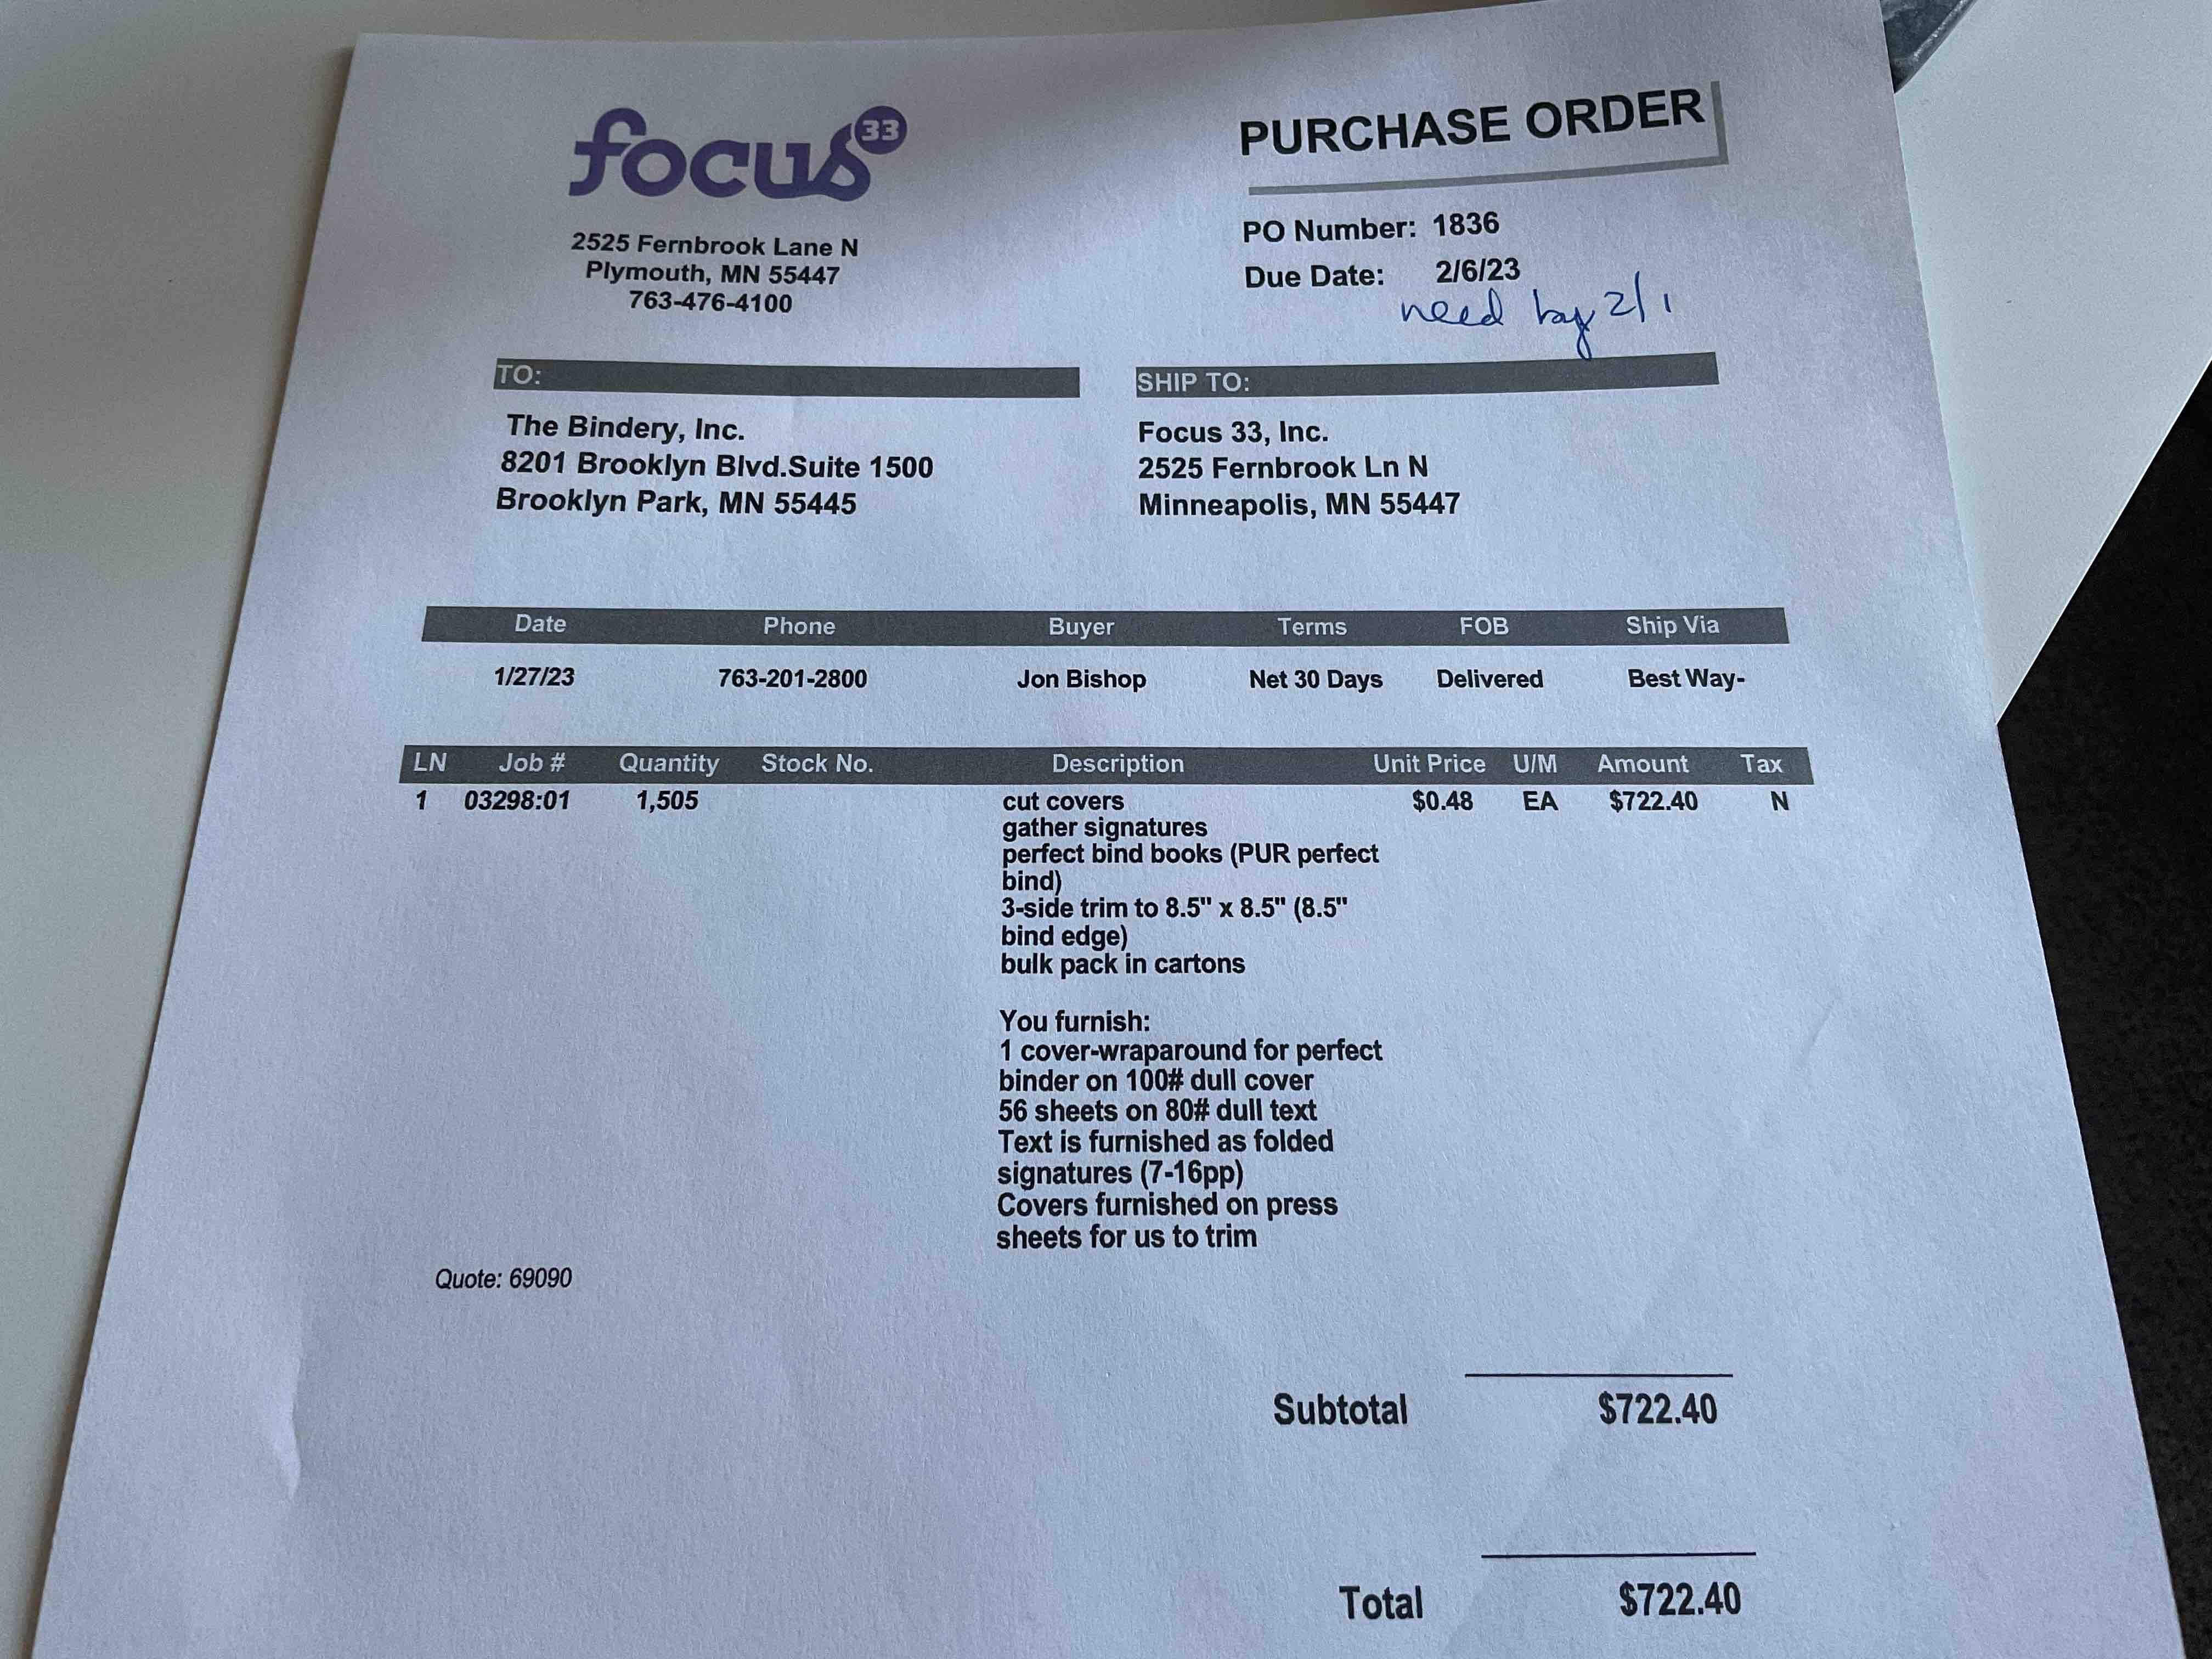 focus 33
2525 Fernbrook Lane N
Plymouth, MN 55447
763-476-4100
PURCHASE ORDER
PO Number: 1836
Due Date: 2/6/23
need by 2/1
TO:
The Bindery, Inc.
8201 Brooklyn Blvd.Suite 1500
Brooklyn Park, MN 55445
SHIP TO:
Focus 33, Inc.
2525 Fernbrook Ln N
Minneapolis, MN 55447
Date Phone Buyer Terms FOB Ship Via
1/27/23 763-201-2800 Jon Bishop Net 30 Days Delivered Best Way-
LN Job # Quantity Stock No. Description Unit Price U/M Amount Tax
1 03298:01 1,505 cut covers $0.48 EA $722.40 N
gather signatures
perfect bind books (PUR perfect
bind)
3-side trim to 8.5" x 8.5" (8.5"
bind edge)
bulk pack in cartons
You furnish:
1 cover-wraparound for perfect
binder on 100# dull cover
56 sheets on 80# dull text
Text is furnished as folded
signatures (7-16pp)
Covers furnished on press
sheets for us to trim
Quote: 69090
Subtotal $722.40
Total $722.40